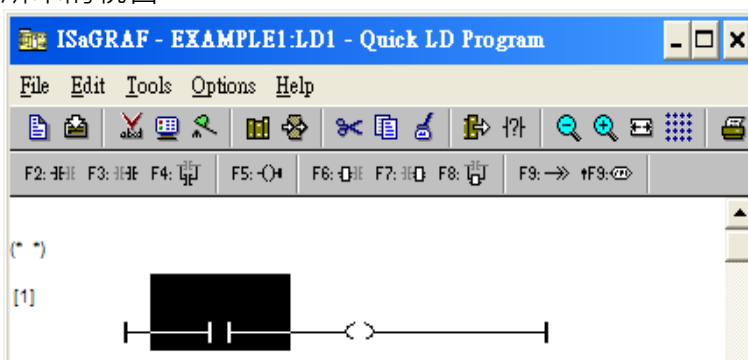 ISaGRAF - EXAMPLE1:LD1 - Quick LD Program
File Edit Tools Options Help
F2: F3: F4: F5: F6: F7: F8: F9: ↑F9:
(* *)
[1]